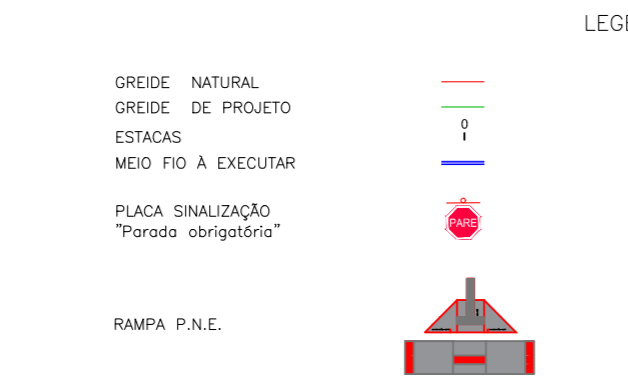 LEGE
GREIDE NATURAL
GREIDE DE PROJETO
ESTACAS
0
MEIO FIO À EXECUTAR
PLACA SINALIZAÇÃO
"Parada obrigatória"
PARE
RAMPA P.N.E.